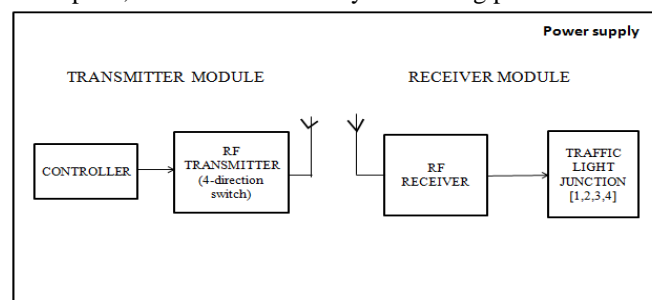 Power supply
TRANSMITTER MODULE
RECEIVER MODULE
CONTROLLER
RF
TRANSMITTER
(4-direction
switch)
RF
RECEIVER
TRAFFIC
LIGHT
JUNCTION
[1,2,3,4]